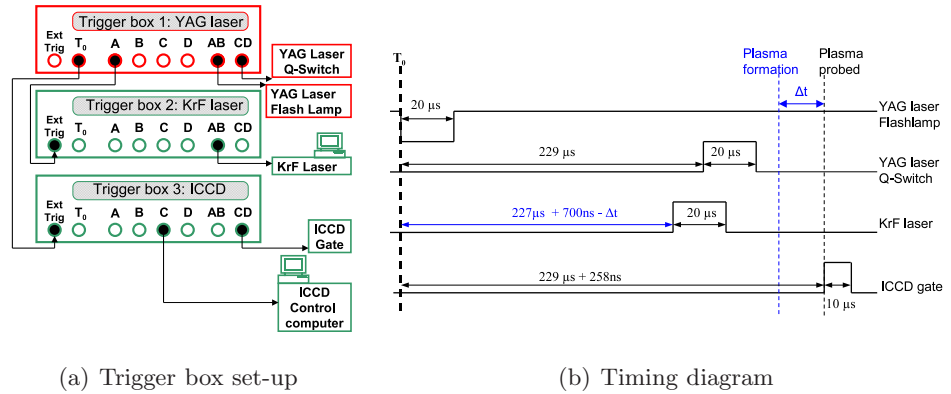 Trigger box 1: YAG laser
Ext
Trig
T0
A
B
C
D
AB
CD
YAG Laser
Q-Switch
YAG Laser
Flash Lamp
Trigger box 2: KrF laser
Ext
Trig
T0
A
B
C
D
AB
CD
KrF Laser
Trigger box 3: ICCD
Ext
Trig
T0
A
B
C
D
AB
CD
ICCD
Gate
ICCD
Control
computer
(a) Trigger box set-up
T0
Plasma
formation
Plasma
probed
Δt
20 µs
YAG laser
Flashlamp
229 µs
20 µs
YAG laser
Q-Switch
227µs + 700ns - Δt
20 µs
KrF laser
229 µs + 258ns
10 µs
ICCD gate
(b) Timing diagram